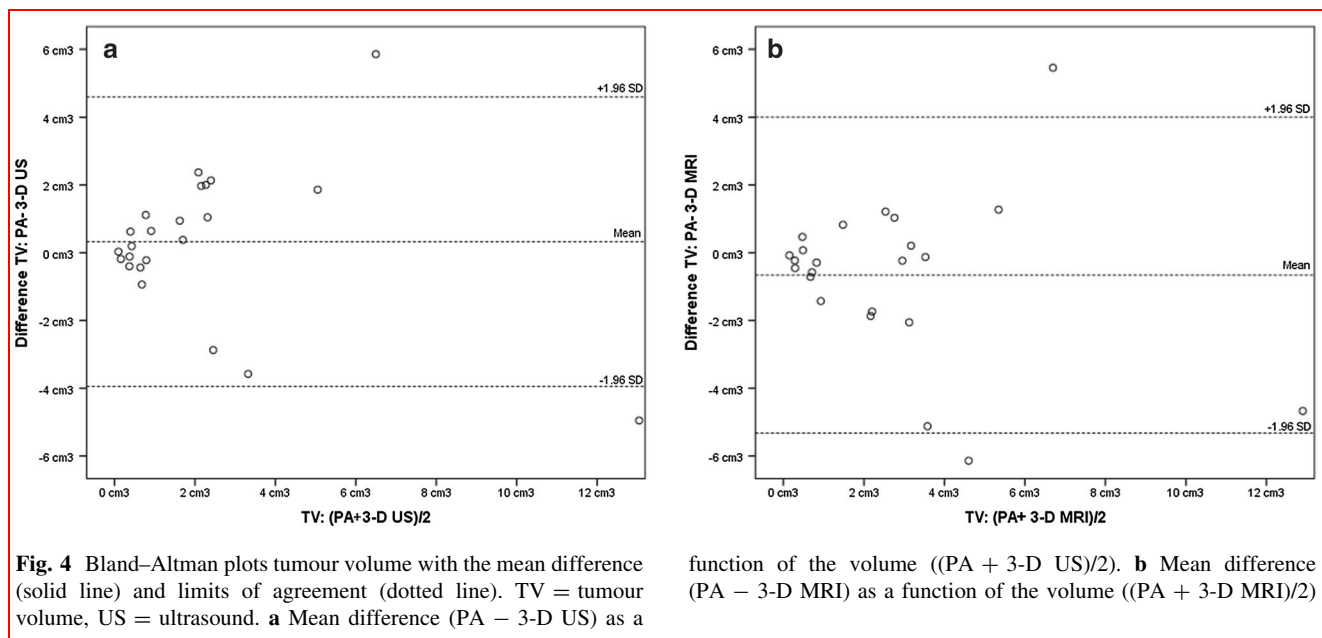 a
6 cm3
4 cm3
2 cm3
0 cm3
-2 cm3
-4 cm3
-6 cm3
Difference TV: PA- 3-D US
+1.96 SD
Mean
-1.96 SD
0 cm3 2 cm3 4 cm3 6 cm3 8 cm3 10 cm3 12 cm3
TV: (PA+3-D US)/2
b
6 cm3
4 cm3
2 cm3
0 cm3
-2 cm3
-4 cm3
-6 cm3
Difference TV: PA- 3-D MRI
+1.96 SD
Mean
-1.96 SD
0 cm3 2 cm3 4 cm3 6 cm3 8 cm3 10 cm3 12 cm3
TV: (PA+ 3-D MRI)/2
Fig. 4 Bland–Altman plots tumour volume with the mean difference
(solid line) and limits of agreement (dotted line). TV = tumour
volume, US = ultrasound. a Mean difference (PA − 3-D US) as a
function of the volume ((PA + 3-D US)/2). b Mean difference
(PA − 3-D MRI) as a function of the volume ((PA + 3-D MRI)/2)